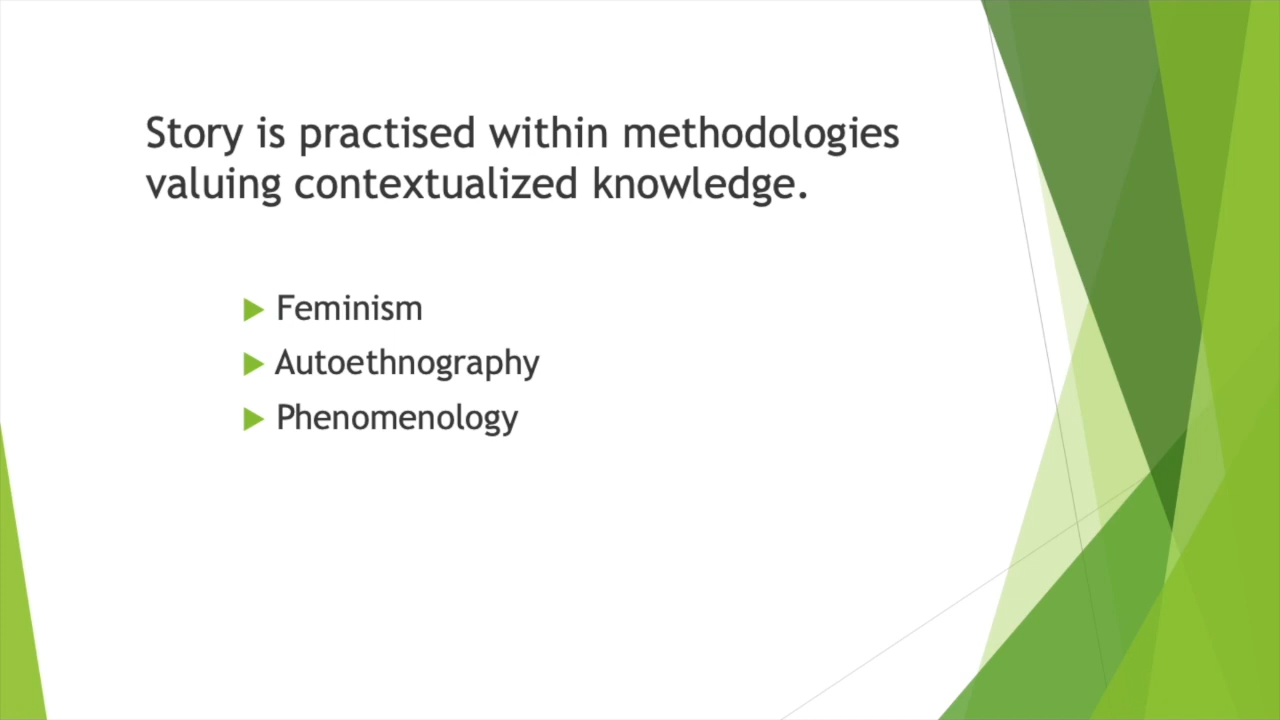 Story is practised within methodologies
valuing contextualized knowledge.
Feminism
Autoethnography
Phenomenology